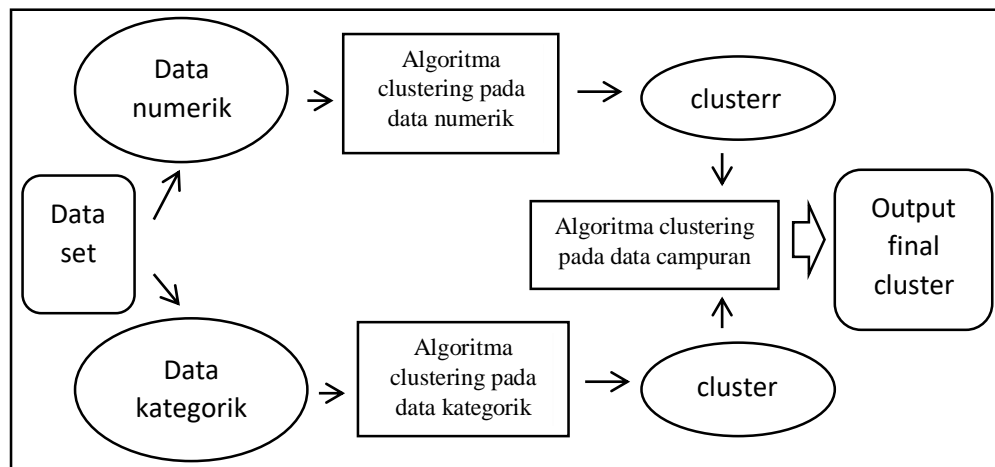 Data
numerik
Algoritma
clustering pada
data numerik
clusterr
Data
set
Algoritma clustering
pada data campuran
Output
final
cluster
Data
kategorik
Algoritma
clustering pada
data kategorik
cluster